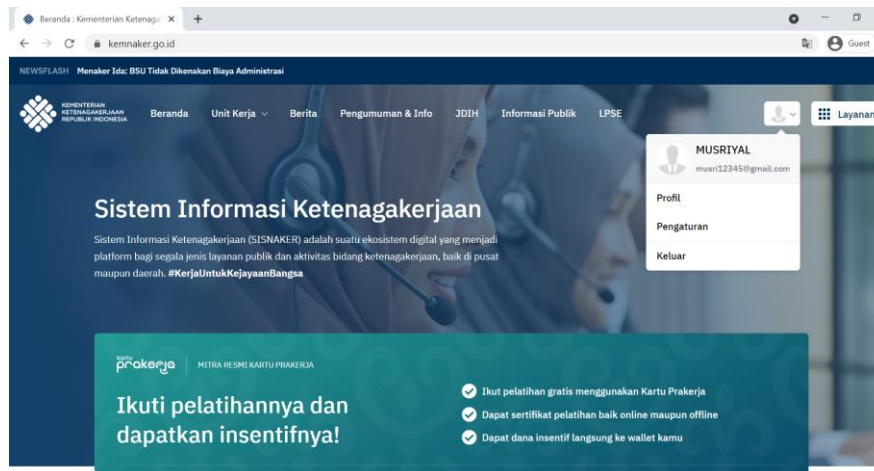 Beranda : Kementerian Ketenaga
kemnaker.go.id
Guest
NEWSFLASH Menaker Ida: BSU Tidak Dikenakan Biaya Administrasi
KEMENTERIAN
KETENAGAKERJAAN
REPUBLIK INDONESIA
Beranda Unit Kerja Berita Pengumuman & Info JDIH Informasi Publik LPSE
Layanan
MUSRIYAL
musri12345@gmail.com
Profil
Pengaturan
Keluar
Sistem Informasi Ketenagakerjaan
Sistem Informasi Ketenagakerjaan (SISNAKER) adalah suatu ekosistem digital yang menjadi
platform bagi segala jenis layanan publik dan aktivitas bidang ketenagakerjaan, baik di pusat
maupun daerah. #KerjaUntukKejayaanBangsa
kartu
prakerja
MITRA RESMI KARTU PRAKERJA
Ikuti pelatihannya dan
dapatkan insentifnya!
Ikut pelatihan gratis menggunakan Kartu Prakerja
Dapat sertifikat pelatihan baik online maupun offline
Dapat dana insentif langsung ke wallet kamu